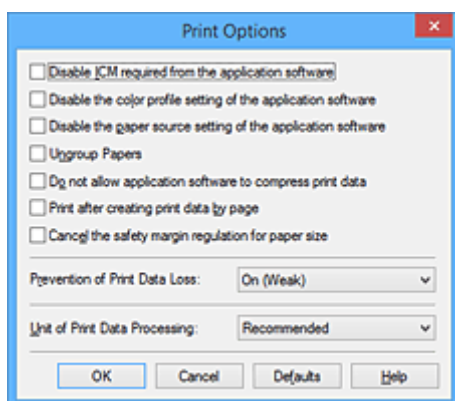 Print Options
Disable ICM required from the application software
Disable the color profile setting of the application software
Disable the paper source setting of the application software
Ungroup Papers
Do not allow application software to compress print data
Print after creating print data by page
Cancel the safety margin regulation for paper size
Prevention of Print Data Loss: On (Weak)
Unit of Print Data Processing: Recommended
OK Cancel Defaults Help